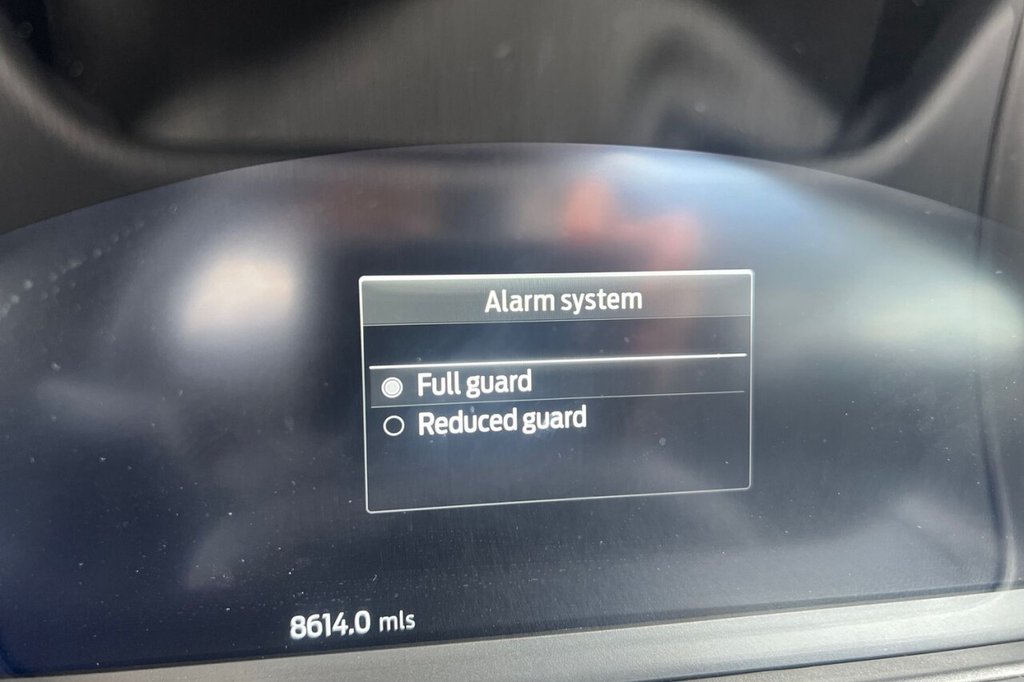 Alarm system
Full guard
Reduced guard
8614.0 mls